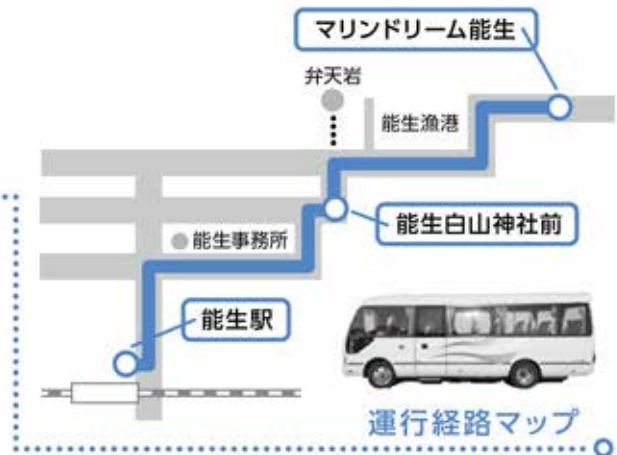 マリンドリーム能生
弁天岩
能生漁港
能生白山神社前
能生事務所
能生駅
運行経路マップ